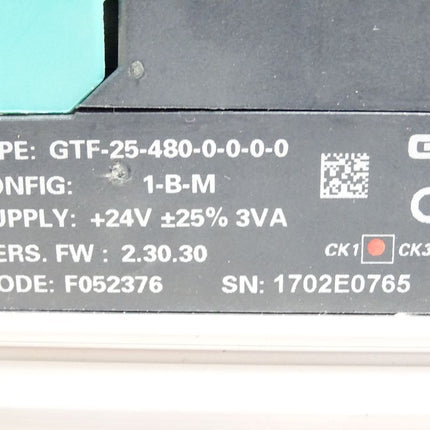 PE: GTF-25-480-0-0-0-0
ONFIG: 1-B-M
UPPLY: +24V ±25% 3VA
ERS. FW : 2.30.30
CK1 CK3
ODE: F052376 SN: 1702E0765